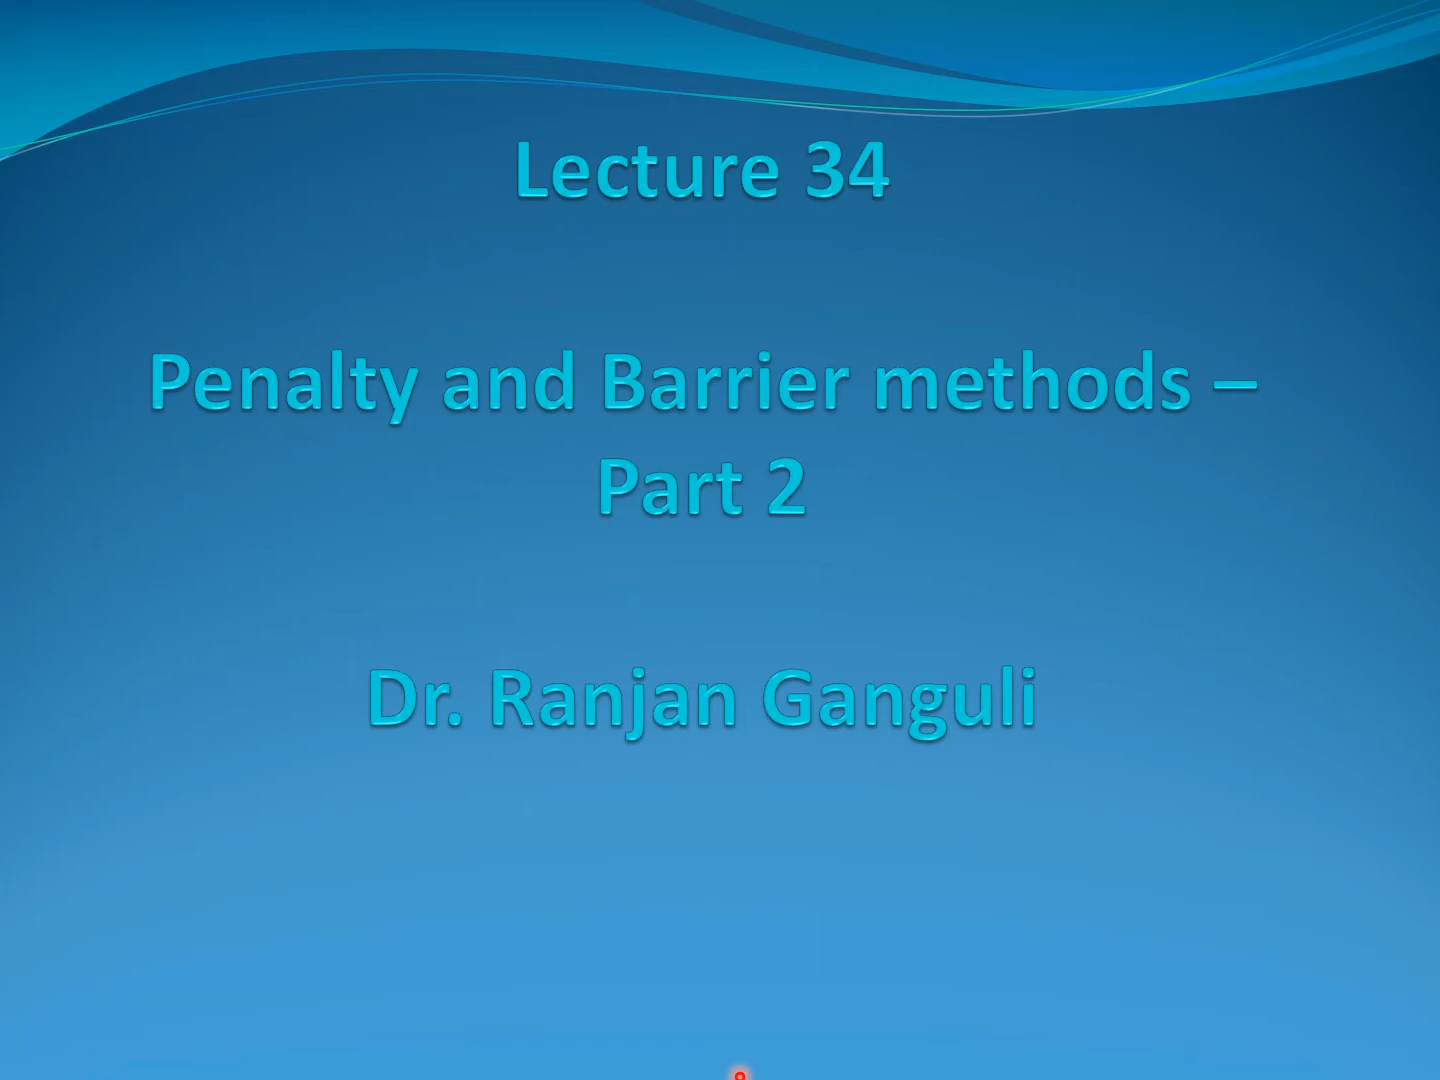 Lecture 34
Penalty and Barrier methods –
Part 2
Dr. Ranjan Ganguli